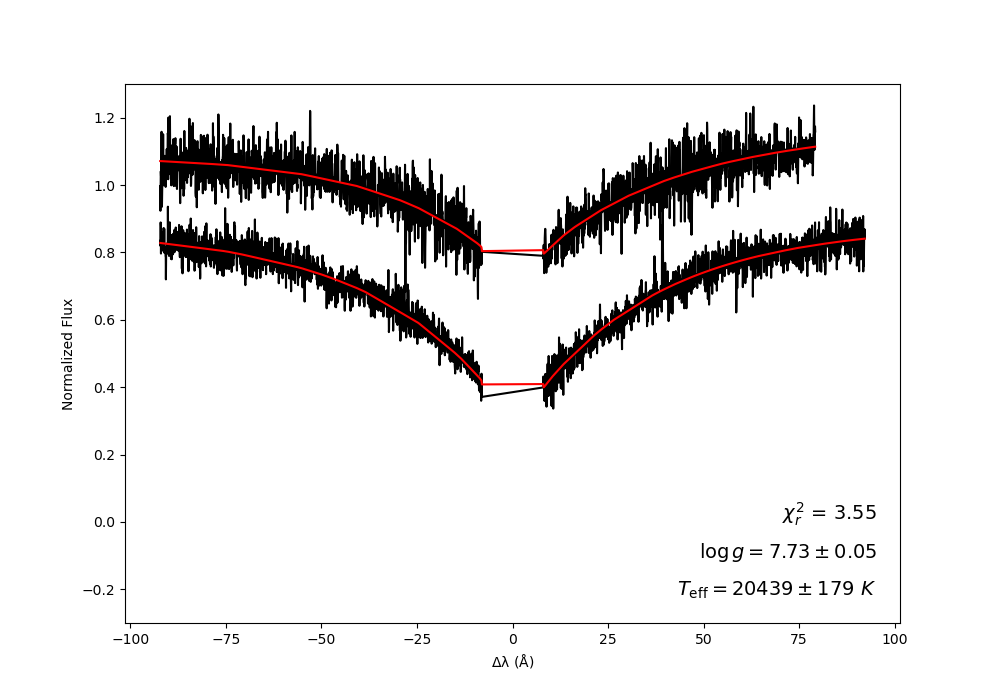 1.2
1.0
0.8
0.6
0.4
0.2
0.0
−0.2
Normalized Flux
χ²ᵣ = 3.55
log g = 7.73 ± 0.05
T_eff = 20439 ± 179 K
−100 −75 −50 −25 0 25 50 75 100
Δλ (Å)